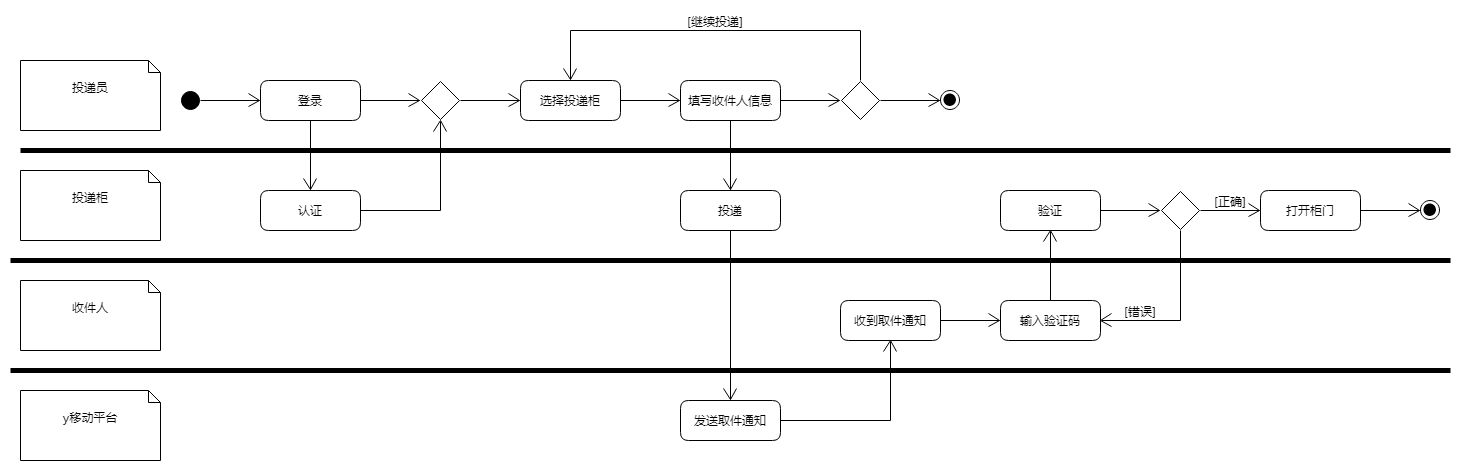 [继续投递]
投递员
登录
选择投递柜
填写收件人信息
投递柜
认证
投递
验证
[正确]
打开柜门
收件人
收到取件通知
输入验证码
[错误]
y移动平台
发送取件通知